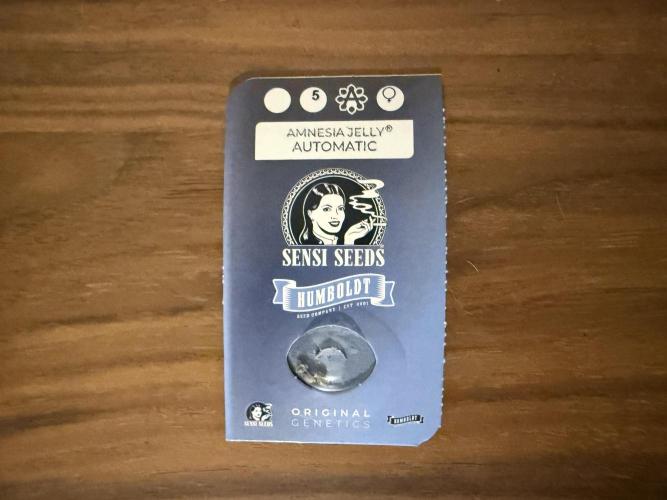 5
AMNESIA JELLY®
AUTOMATIC
SENSI SEEDS
HUMBOLDT
SEED COMPANY | EST 2001
SENSI SEEDS
ORIGINAL
GENETICS
HUMBOLDT